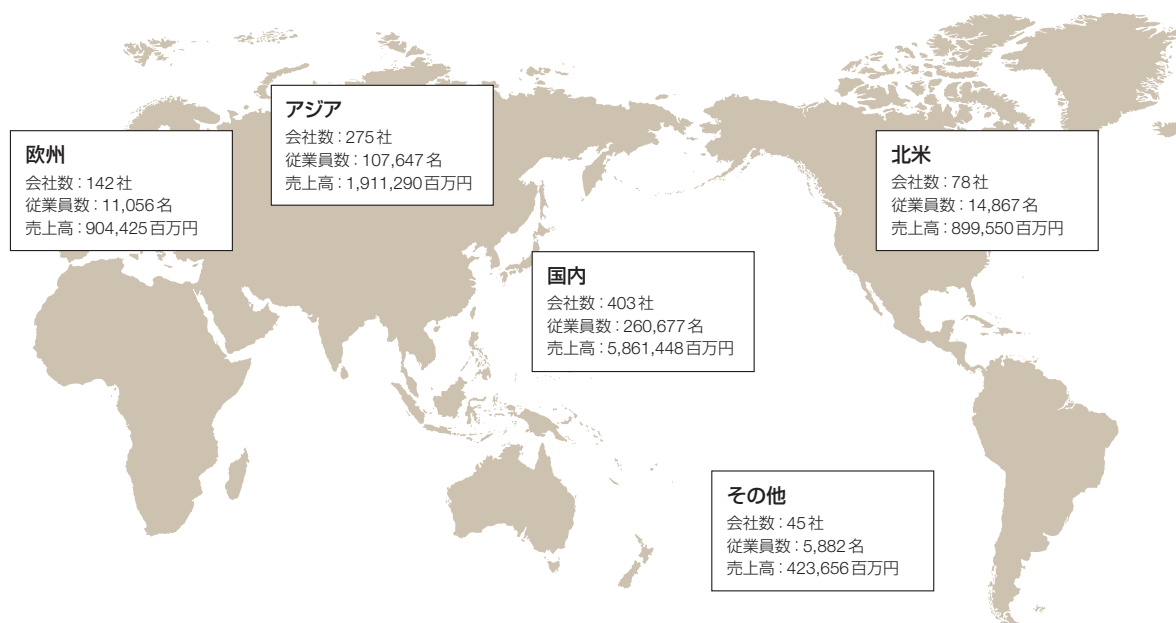 アジア
会社数：275社
従業員数：107,647名
売上高：1,911,290百万円
欧州
会社数：142社
従業員数：11,056名
売上高：904,425百万円
北米
会社数：78社
従業員数：14,867名
売上高：899,550百万円
国内
会社数：403社
従業員数：260,677名
売上高：5,861,448百万円
その他
会社数：45社
従業員数：5,882名
売上高：423,656百万円